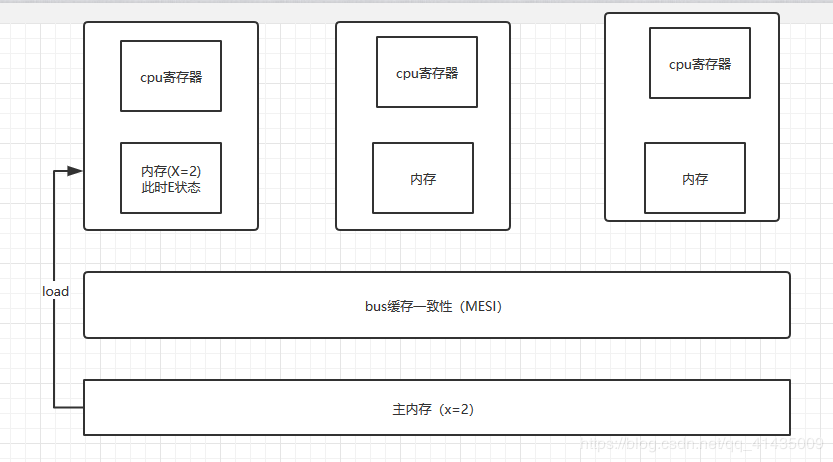 cpu寄存器
cpu寄存器
cpu寄存器
内存(X=2)
此时E状态
内存
内存
load
bus缓存一致性（MESI）
主内存（x=2）
https://blog.csdn.net/qq_41435009